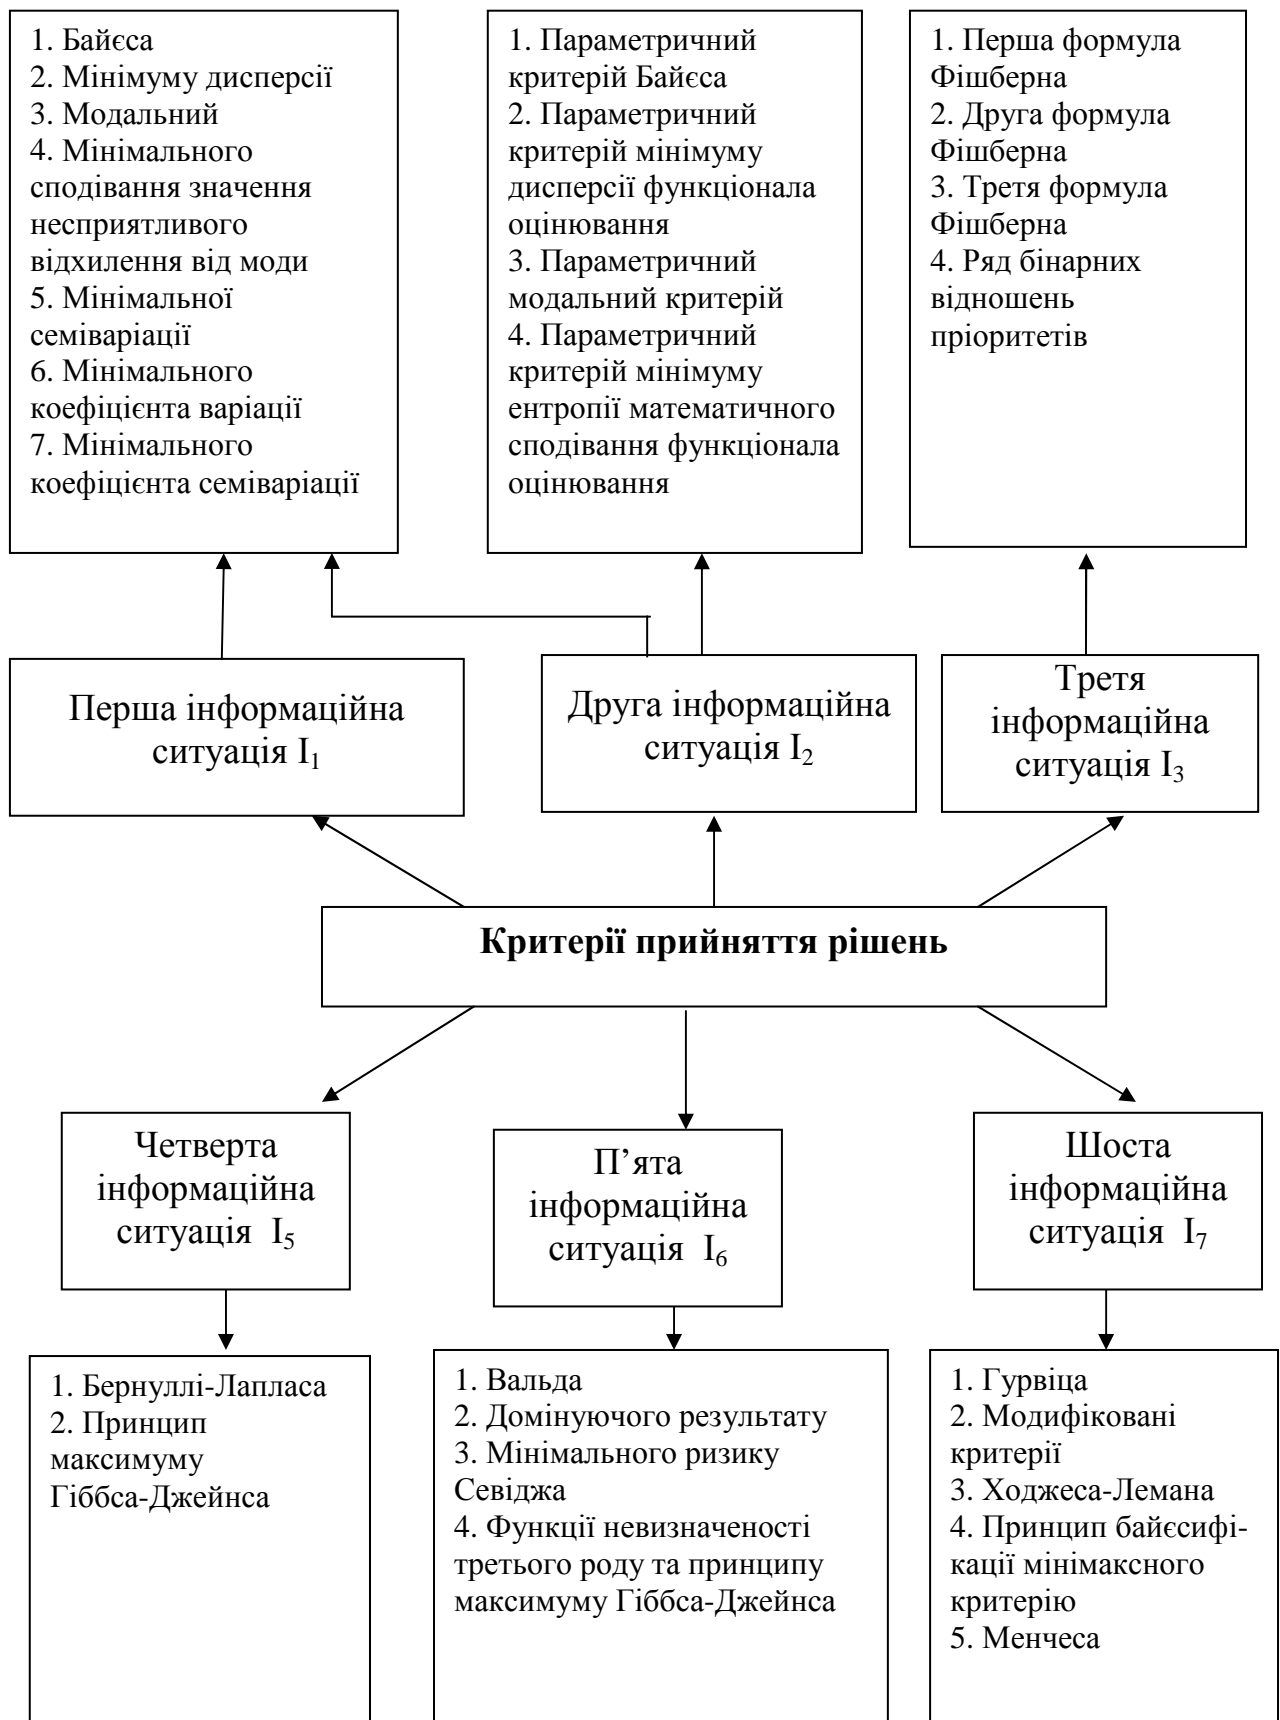 1. Байєса
2. Мінімуму дисперсії
3. Модальний
4. Мінімального
сподівання значення
несприятливого
відхилення від моди
5. Мінімальної
семіваріації
6. Мінімального
коефіцієнта варіації
7. Мінімального
коефіцієнта семіваріації
1. Параметричний
критерій Байєса
2. Параметричний
критерій мінімуму
дисперсії функціонала
оцінювання
3. Параметричний
модальний критерій
4. Параметричний
критерій мінімуму
ентропії математичного
сподівання функціонала
оцінювання
1. Перша формула
Фішберна
2. Друга формула
Фішберна
3. Третя формула
Фішберна
4. Ряд бінарних
відношень
пріоритетів
Перша інформаційна
ситуація I₁
Друга інформаційна
ситуація I₂
Третя
інформаційна
ситуація I₃
Критерії прийняття рішень
Четверта
інформаційна
ситуація I₅
П’ята
інформаційна
ситуація I₆
Шоста
інформаційна
ситуація I₇
1. Бернуллі-Лапласа
2. Принцип
максимуму
Гіббса-Джейнса
1. Вальда
2. Домінуючого результату
3. Мінімального ризику
Севіджа
4. Функції невизначеності
третього роду та принципу
максимуму Гіббса-Джейнса
1. Гурвіца
2. Модифіковані
критерії
3. Ходжеса-Лемана
4. Принцип байєсифі-
кації мінімаксного
критерію
5. Менчеса